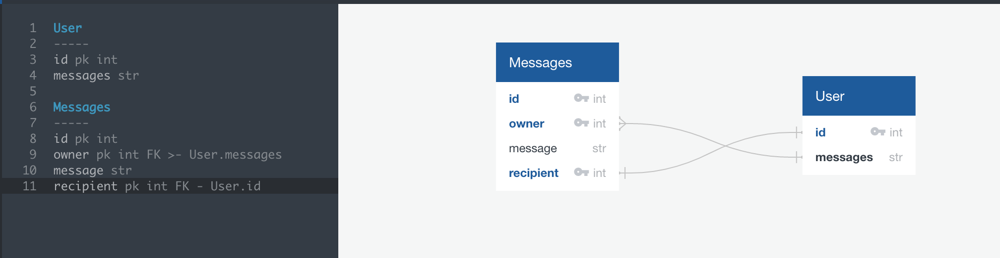 1 User
2 -----
3 id pk int
4 messages str
5
6 Messages
7 -----
8 id pk int
9 owner pk int FK >- User.messages
10 message str
11 recipient pk int FK - User.id
Messages
id int
owner int
message str
recipient int
User
id int
messages str